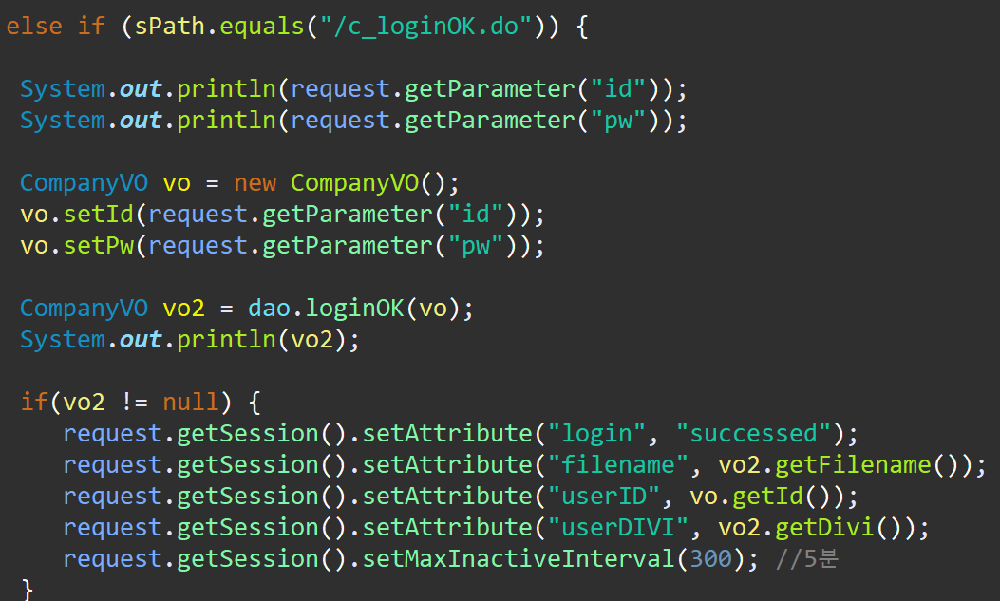 else if (sPath.equals("/c_loginOK.do")) {
System.out.println(request.getParameter("id"));
System.out.println(request.getParameter("pw"));
CompanyVO vo = new CompanyVO();
vo.setId(request.getParameter("id"));
vo.setPw(request.getParameter("pw"));
CompanyVO vo2 = dao.loginOK(vo);
System.out.println(vo2);
if(vo2 != null) {
request.getSession().setAttribute("login", "successed");
request.getSession().setAttribute("filename", vo2.getFilename());
request.getSession().setAttribute("userID", vo.getId());
request.getSession().setAttribute("userDIVI", vo2.getDivi());
request.getSession().setMaxInactiveInterval(300); //5분
}